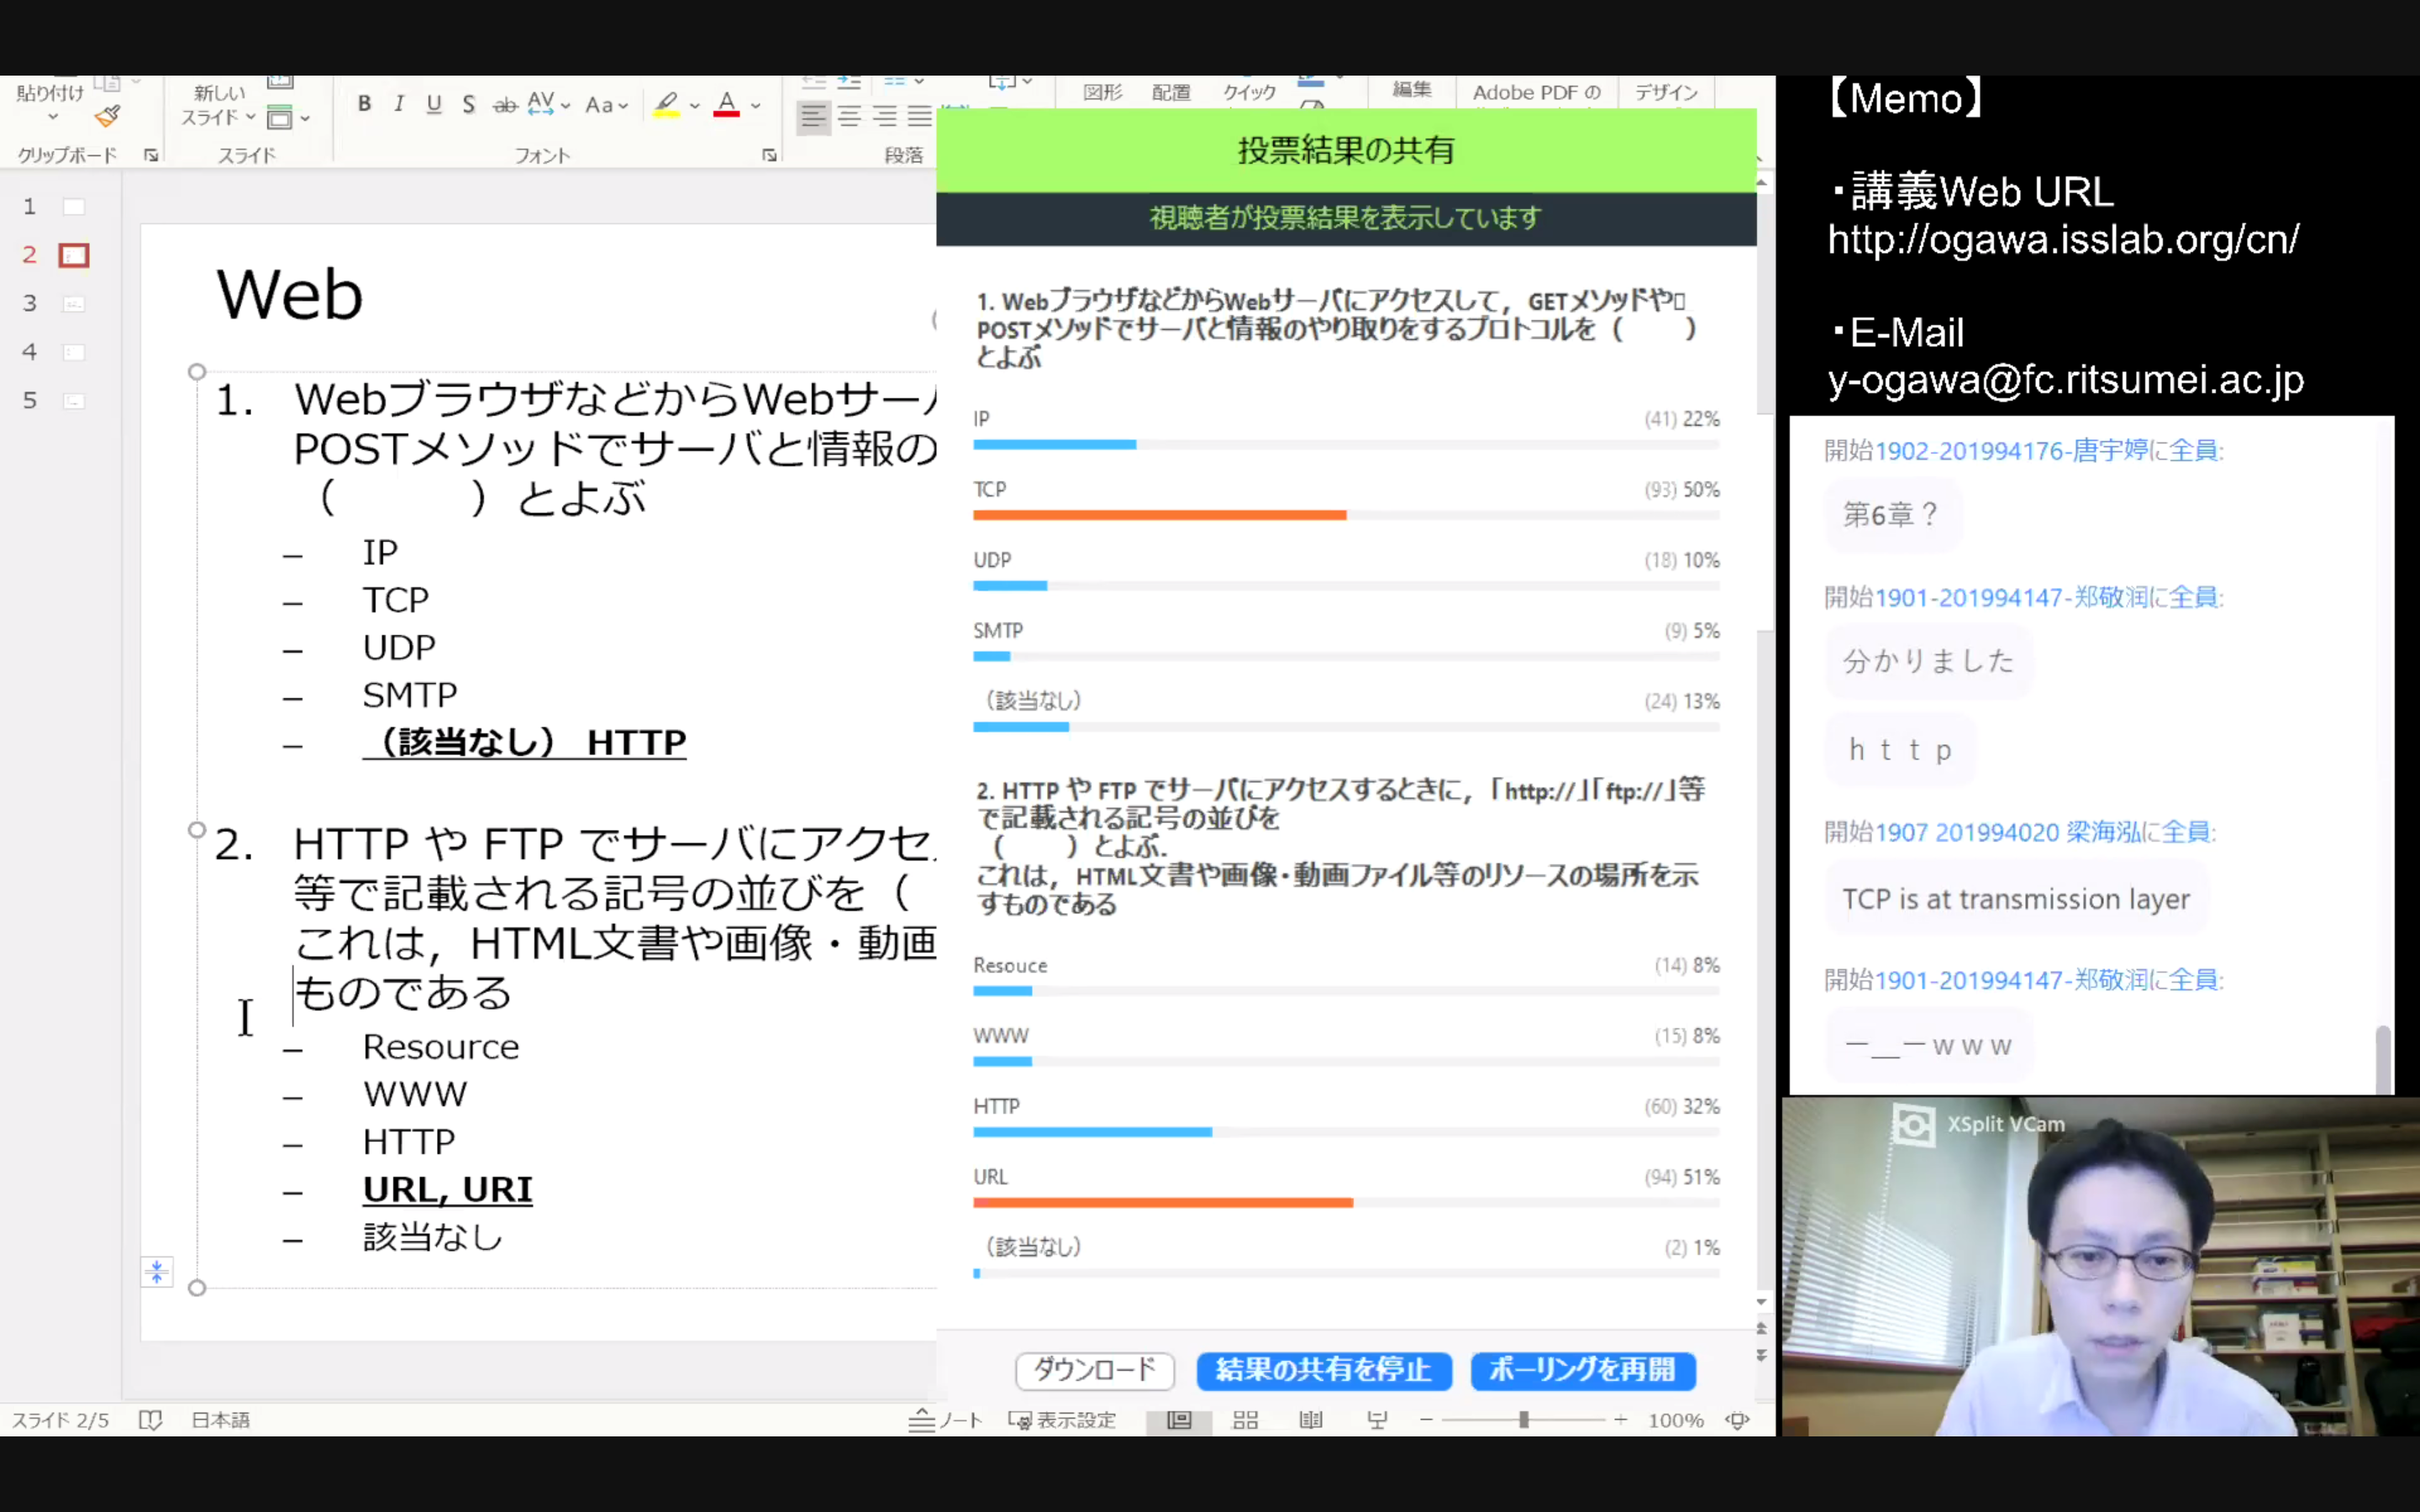 貼り付け
新しい
スライド
B I U S ab AV Aa A
図形
配置
クイック
編集
Adobe PDF の
デザイン
クリップボード
スライド
フォント
段落
1
2
3
4
5
Web
1. WebブラウザなどからWebサー
POSTメソッドでサーバと情報の
（　　　）とよぶ
– IP
– TCP
– UDP
– SMTP
– （該当なし） HTTP
2. HTTP や FTP でサーバにアクセ
等で記載される記号の並びを（
これは，HTML文書や画像・動画
ものである
– Resource
– WWW
– HTTP
– URL, URI
– 該当なし
投票結果の共有
視聴者が投票結果を表示しています
1. WebブラウザなどからWebサーバにアクセスして，GETメソッドや
POSTメソッドでサーバと情報のやり取りをするプロトコルを（　　　）
とよぶ
IP (41) 22%
TCP (93) 50%
UDP (18) 10%
SMTP (9) 5%
（該当なし） (24) 13%
2. HTTP や FTP でサーバにアクセスするときに，「http://」「ftp://」等
で記載される記号の並びを
（　　　）とよぶ.
これは，HTML文書や画像・動画ファイル等のリソースの場所を示
すものである
Resouce (14) 8%
WWW (15) 8%
HTTP (60) 32%
URL (94) 51%
（該当なし） (2) 1%
ダウンロード
結果の共有を停止
ポーリングを再開
スライド 2/5
日本語
ノート
表示設定
100%
【Memo】
・講義Web URL
http://ogawa.isslab.org/cn/
・E-Mail
y-ogawa@fc.ritsumei.ac.jp
開始1902-201994176-唐宇婷に全員:
第6章？
開始1901-201994147-郑敬润に全員:
分かりました
ｈｔｔｐ
開始1907 201994020 梁海泓に全員:
TCP is at transmission layer
開始1901-201994147-郑敬润に全員:
ー__ーｗｗｗ
XSplit VCam